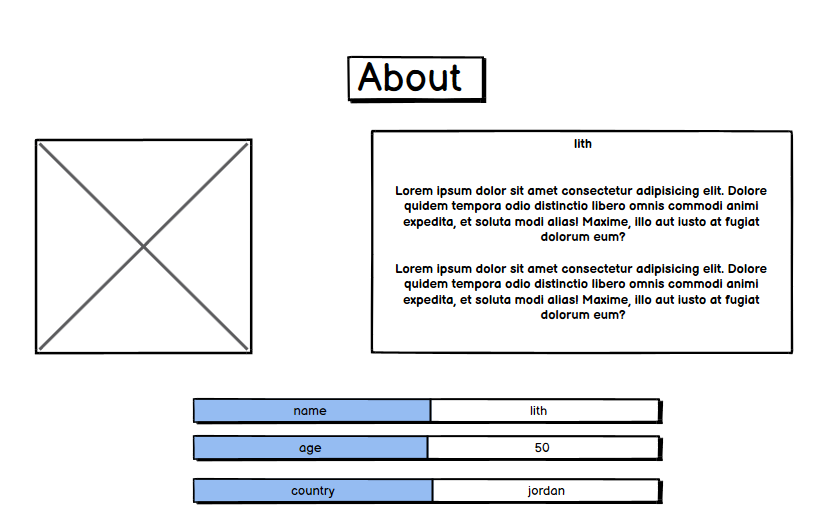 About
lith
Lorem ipsum dolor sit amet consectetur adipisicing elit. Dolore
quidem tempora odio distinctio libero omnis commodi animi
expedita, et soluta modi alias! Maxime, illo aut iusto at fugiat
dolorum eum?
Lorem ipsum dolor sit amet consectetur adipisicing elit. Dolore
quidem tempora odio distinctio libero omnis commodi animi
expedita, et soluta modi alias! Maxime, illo aut iusto at fugiat
dolorum eum?
name lith
age 50
country jordan